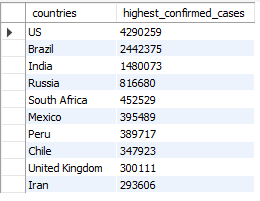 countries highest_confirmed_cases
US 4290259
Brazil 2442375
India 1480073
Russia 816680
South Africa 452529
Mexico 395489
Peru 389717
Chile 347923
United Kingdom 300111
Iran 293606